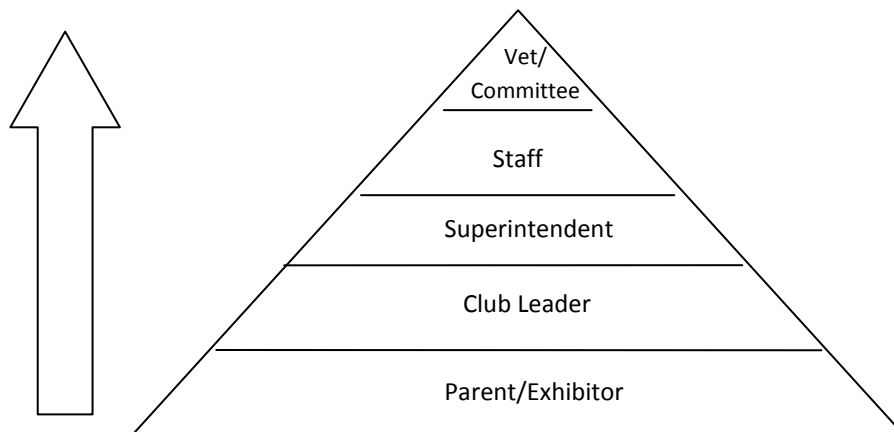 Vet/
Committee
Staff
Superintendent
Club Leader
Parent/Exhibitor